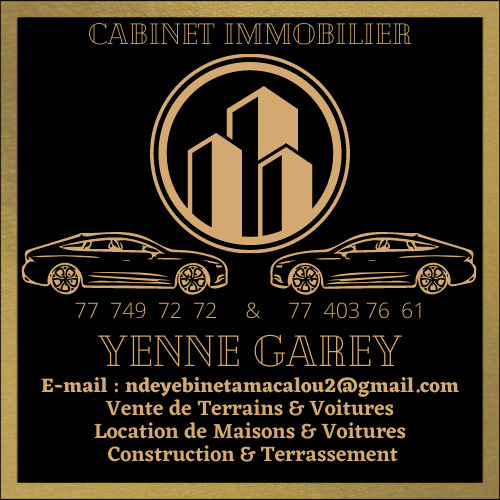 CABINET IMMOBILIER
77 749 72 72 & 77 403 76 61
YENNE GAREY
E-mail : ndeyebinetamacalou2@gmail.com
Vente de Terrains & Voitures
Location de Maisons & Voitures
Construction & Terrassement